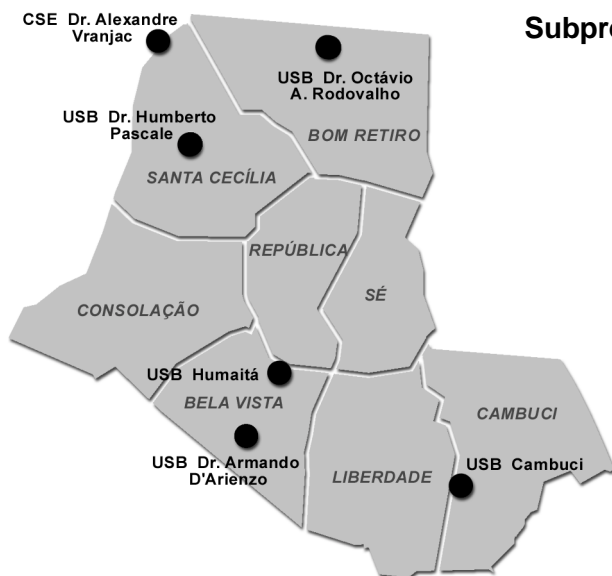 CSE Dr. Alexandre
Vranjac
USB Dr. Octávio
A. Rodovalho
USB Dr. Humberto
Pascale
BOM RETIRO
SANTA CECÍLIA
REPÚBLICA
CONSOLAÇÃO
SÉ
USB Humaitá
BELA VISTA
CAMBUCI
USB Dr. Armando
D'Arienzo
LIBERDADE
USB Cambuci